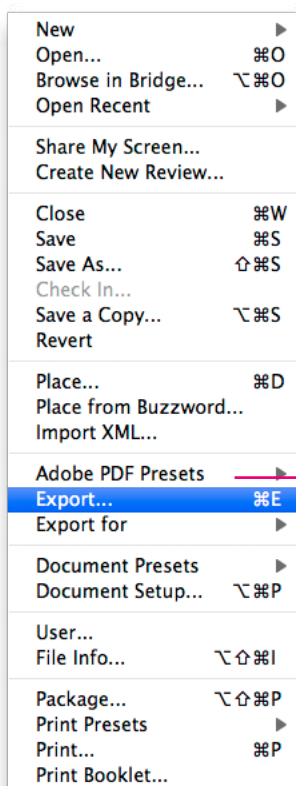 New ▶
Open... ⌘O
Browse in Bridge... ⌥⌘O
Open Recent ▶
Share My Screen...
Create New Review...
Close ⌘W
Save ⌘S
Save As... ⇧⌘S
Check In...
Save a Copy... ⌥⌘S
Revert
Place... ⌘D
Place from Buzzword...
Import XML...
Adobe PDF Presets ▶
Export... ⌘E
Export for ▶
Document Presets ▶
Document Setup... ⌥⌘P
User...
File Info... ⌥⇧⌘I
Package... ⌥⇧⌘P
Print Presets ▶
Print... ⌘P
Print Booklet...